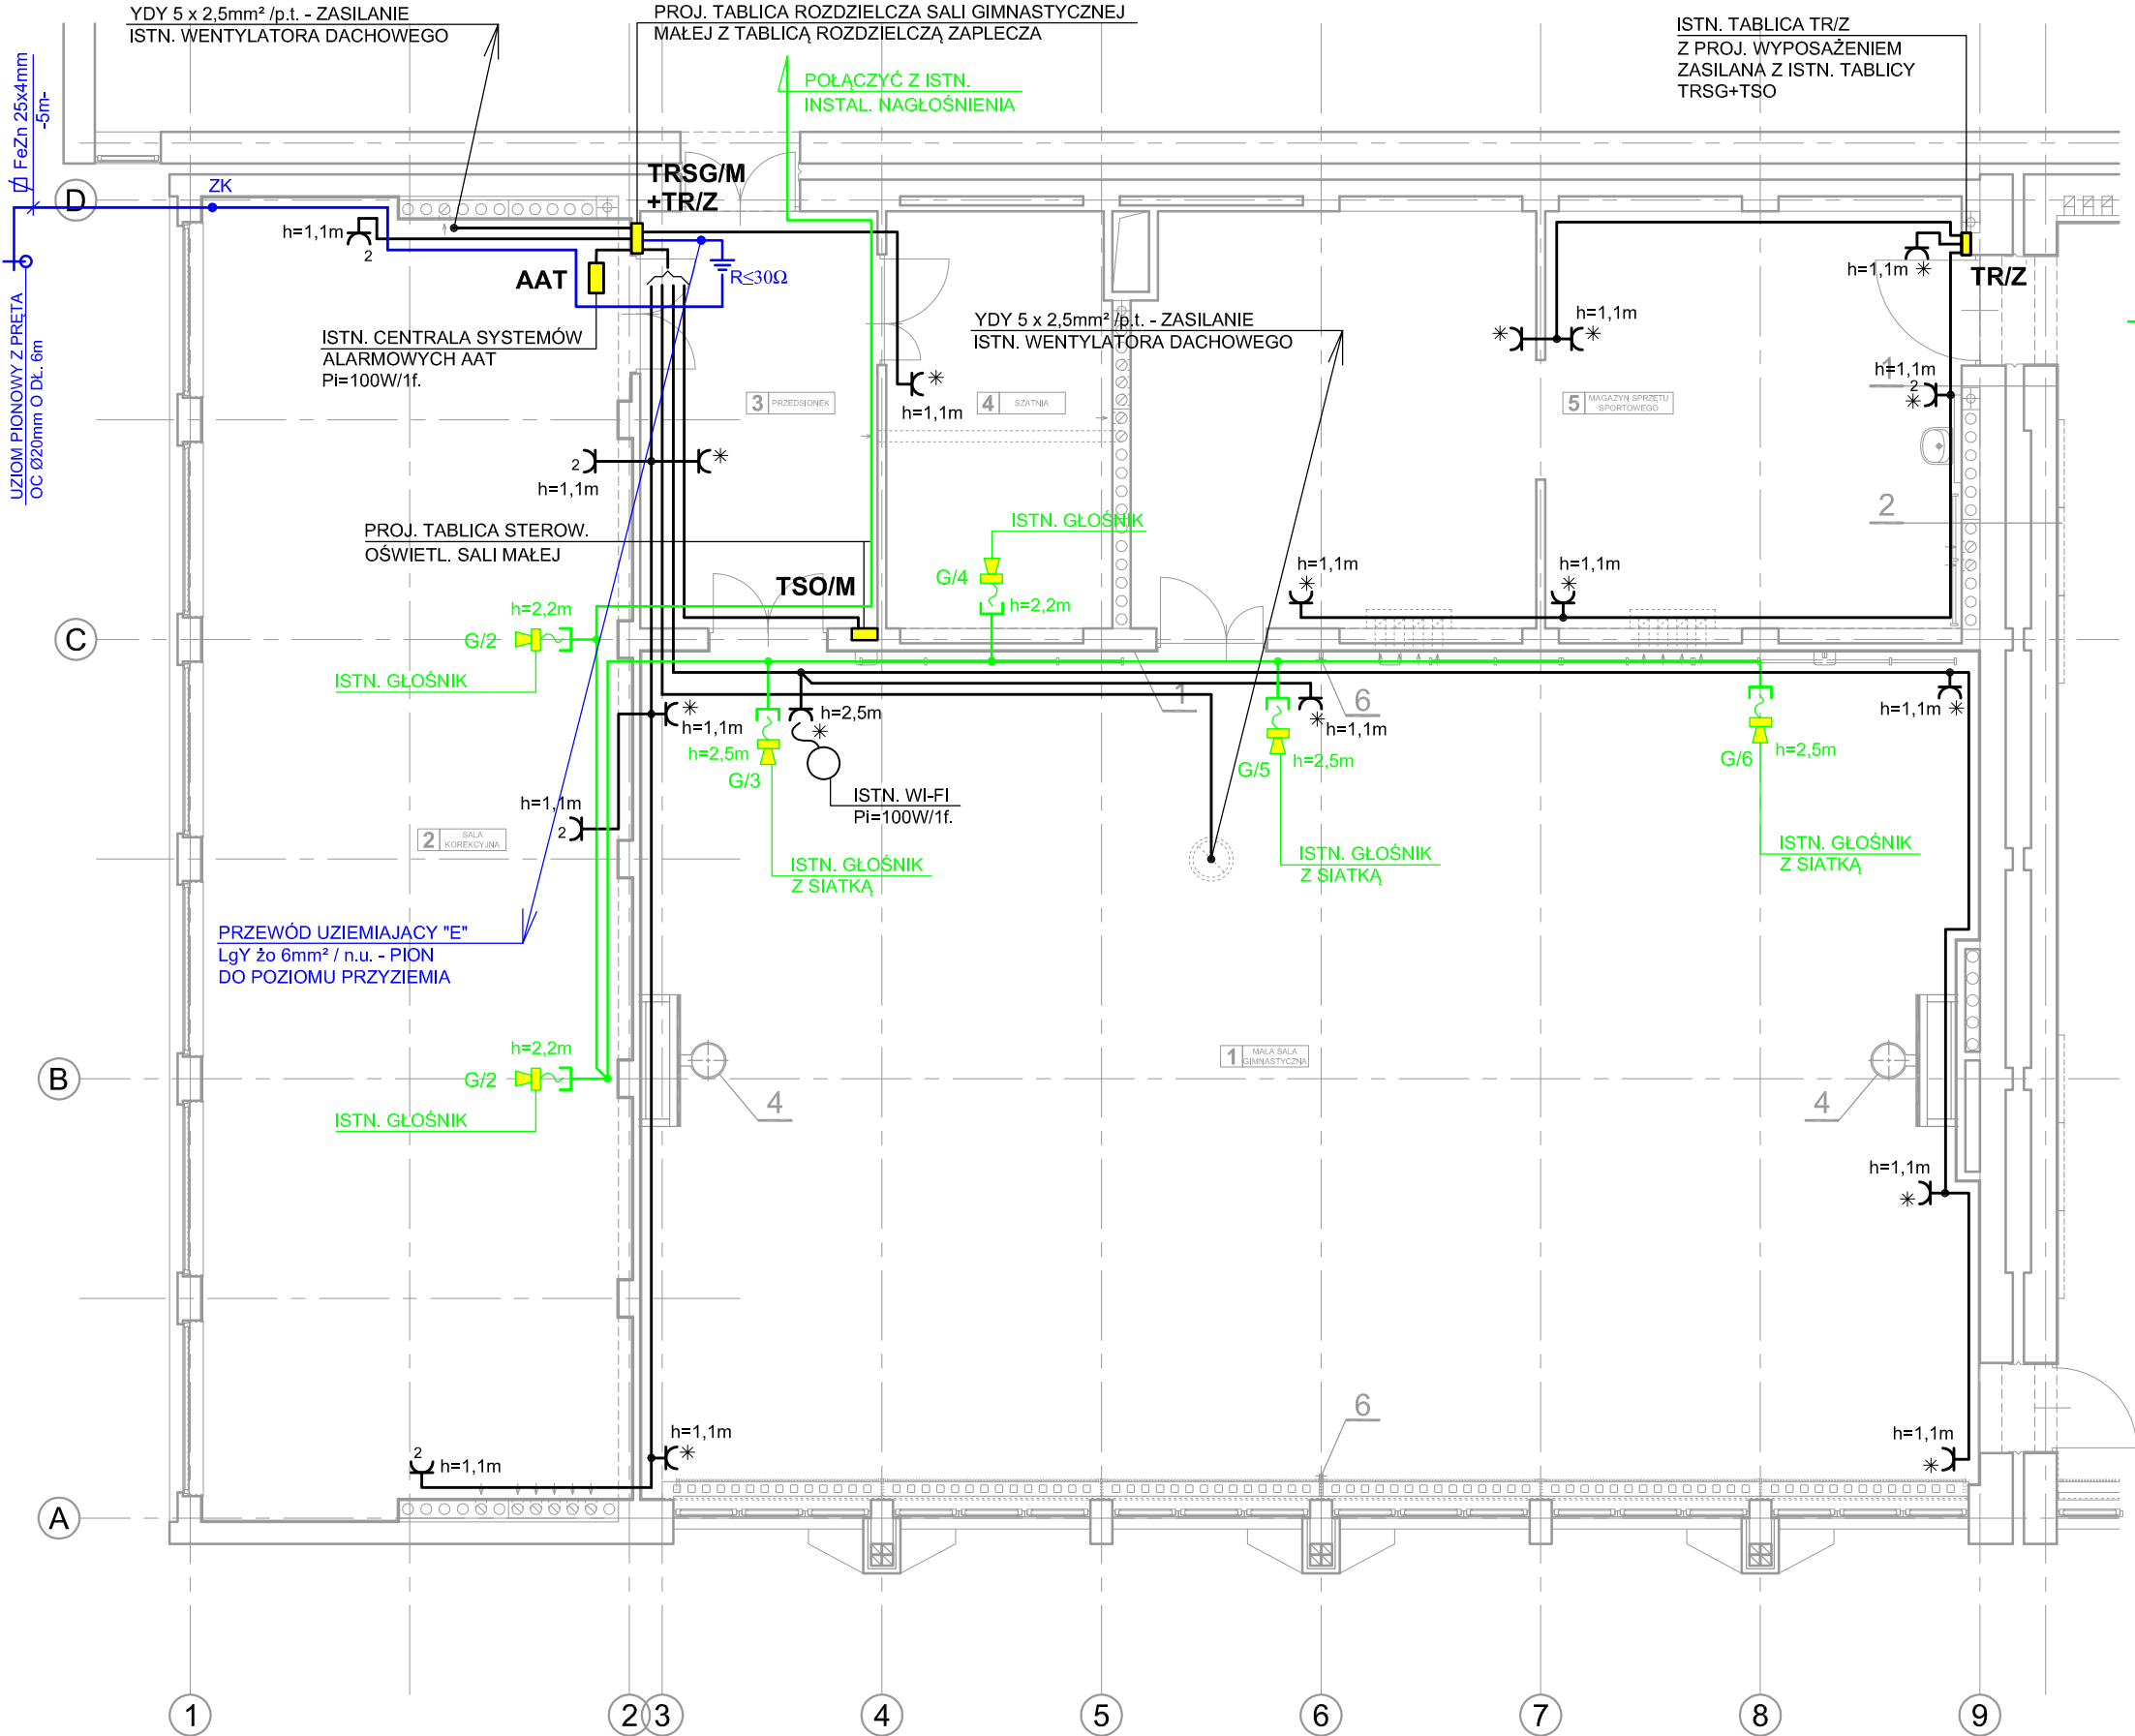 YDY 5 x 2,5mm² /p.t. - ZASILANIE
ISTN. WENTYLATORA DACHOWEGO
PROJ. TABLICA ROZDZIELCZA SALI GIMNASTYCZNEJ
MAŁEJ Z TABLICĄ ROZDZIELCZĄ ZAPLECZA
ISTN. TABLICA TR/Z
Z PROJ. WYPOSAŻENIEM
ZASILANA Z ISTN. TABLICY
TRSG+TSO
POŁĄCZYĆ Z ISTN.
INSTAL. NAGŁOŚNIENIA
FeZn 25x4mm
-5m-
D
ZK
TRSG/M
+TR/Z
h=1,1m
2
AAT
R≤30Ω
h=1,1m
TR/Z
UZIOM PIONOWY Z PRĘTA
OC Ø20mm O DŁ. 6m
ISTN. CENTRALA SYSTEMÓW
ALARMOWYCH AAT
Pi=100W/1f.
YDY 5 x 2,5mm² /p.t. - ZASILANIE
ISTN. WENTYLATORA DACHOWEGO
h=1,1m
1
h=1,1m
2
3 PRZEDSIONEK
h=1,1m
4 SZATNIA
5 MAGAZYN SPRZĘTU
SPORTOWEGO
2
h=1,1m
2
PROJ. TABLICA STEROW.
OŚWIETL. SALI MAŁEJ
ISTN. GŁOŚNIK
G/4
h=2,2m
TSO/M
h=1,1m
h=1,1m
C
h=2,2m
G/2
ISTN. GŁOŚNIK
1
6
h=1,1m
h=2,5m
h=2,5m
G/3
h=1,1m
G/5
h=2,5m
h=1,1m
G/6
h=2,5m
ISTN. WI-FI
Pi=100W/1f.
h=1,1m
2
2 SALA
KOREKCYJNA
ISTN. GŁOŚNIK
Z SIATKĄ
ISTN. GŁOŚNIK
Z SIATKĄ
ISTN. GŁOŚNIK
Z SIATKĄ
PRZEWÓD UZIEMIAJACY "E"
LgY żo 6mm² / n.u. - PION
DO POZIOMU PRZYZIEMIA
B
h=2,2m
G/2
ISTN. GŁOŚNIK
4
1 MAŁA SALA
GIMNASTYCZNA
4
h=1,1m
6
h=1,1m
h=1,1m
2
h=1,1m
A
1
2
3
4
5
6
7
8
9